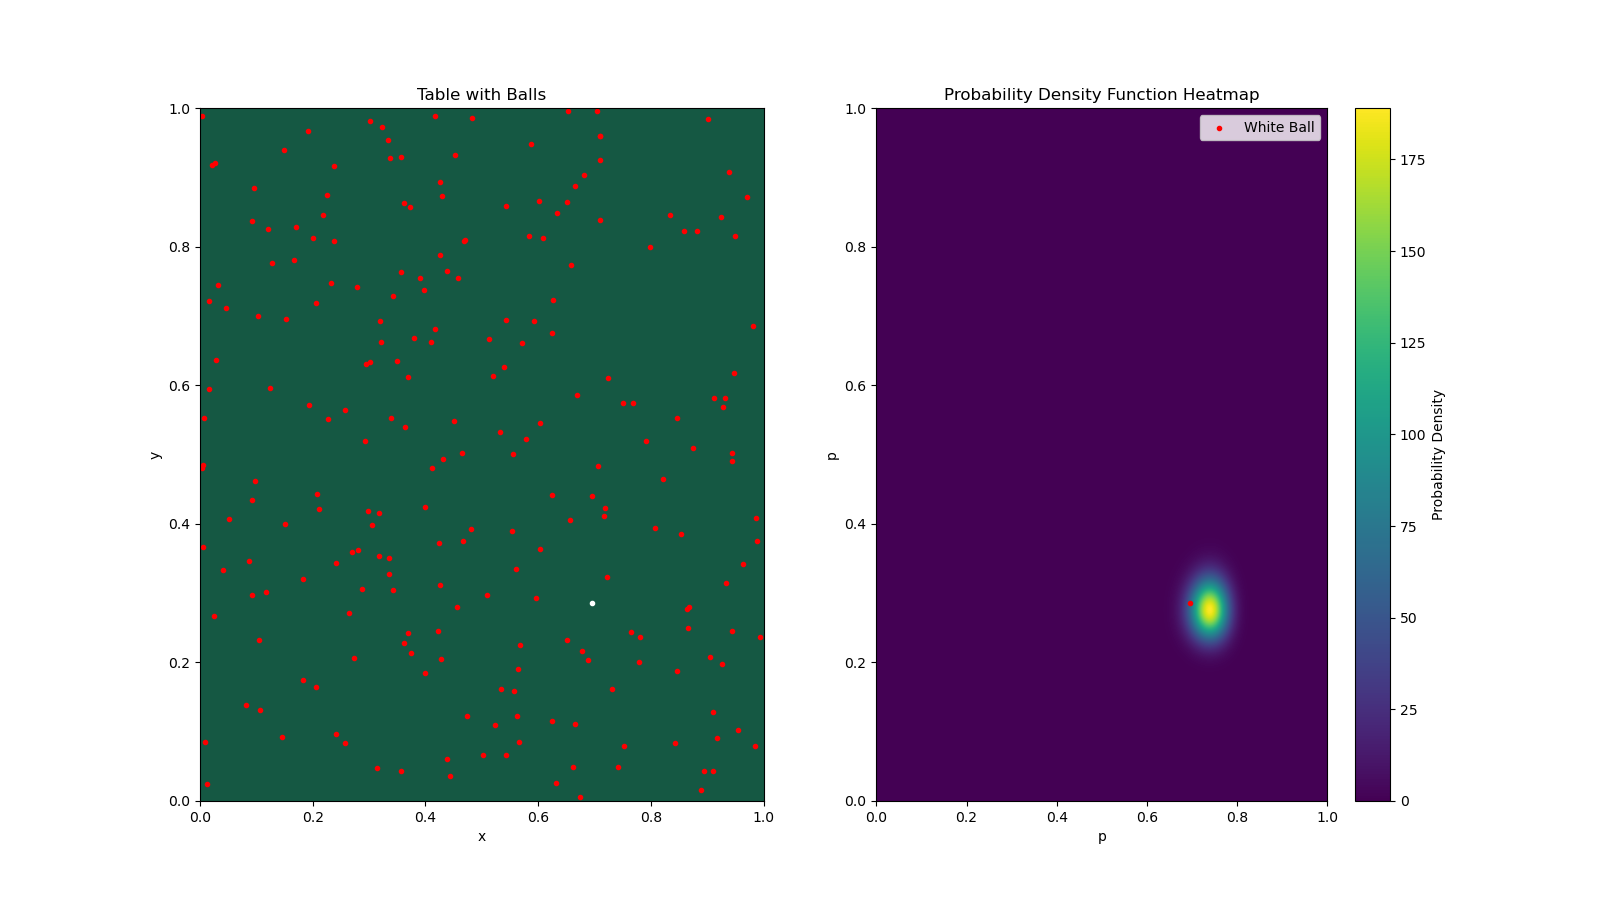 Table with Balls
1.0
0.8
0.6
0.4
0.2
0.0
y
0.0 0.2 0.4 0.6 0.8 1.0
x
Probability Density Function Heatmap
White Ball
1.0
0.8
0.6
0.4
0.2
0.0
p
0.0 0.2 0.4 0.6 0.8 1.0
p
175
150
125
100
75
50
25
0
Probability Density